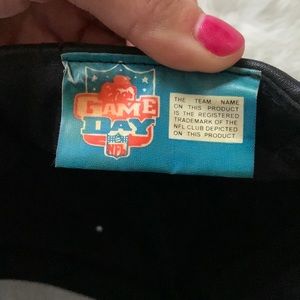 GAME
DAY
NFL
THE TEAM NAME
ON THIS PRODUCT
IS THE REGISTERED
TRADEMARK OF THE
NFL CLUB DEPICTED
ON THIS PRODUCT